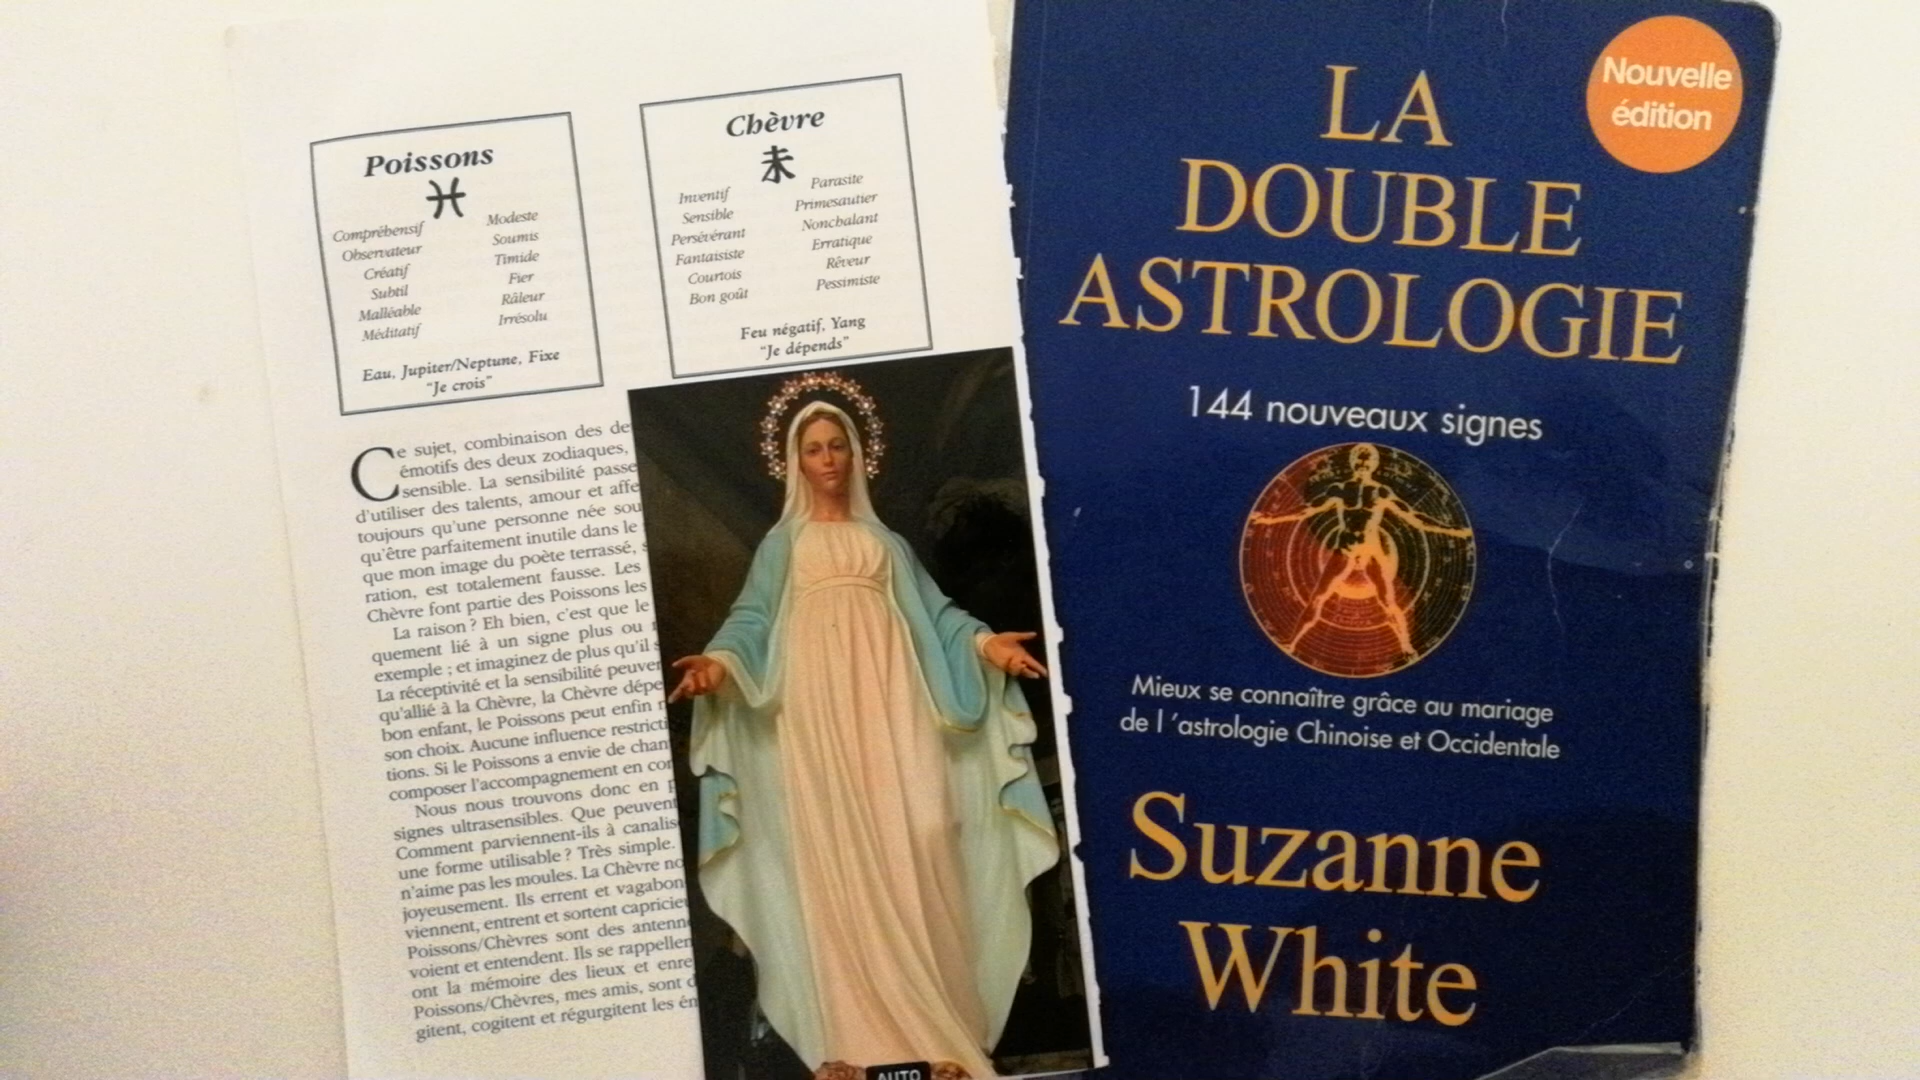 Poissons
Compréhensif
Observateur
Créatif
Subtil
Malléable
Méditatif
Modeste
Soumis
Timide
Fier
Râleur
Irrésolu
Eau, Jupiter/Neptune, Fixe
"Je crois"
Chèvre
未
Inventif
Sensible
Persévérant
Fantaisiste
Courtois
Bon goût
Parasite
Primesautier
Nonchalant
Erratique
Rêveur
Pessimiste
Feu négatif, Yang
"Je dépends"
Ce sujet, combinaison des de
émotifs des deux zodiaques,
sensible. La sensibilité passe
d'utiliser des talents, amour et affe
toujours qu'une personne née sou
qu'être parfaitement inutile dans le
que mon image du poète terrassé, s
ration, est totalement fausse. Les
Chèvre font partie des Poissons les
La raison ? Eh bien, c'est que le
quement lié à un signe plus ou
exemple ; et imaginez de plus qu'il s
La réceptivité et la sensibilité peuver
qu'allié à la Chèvre, la Chèvre dépe
bon enfant, le Poissons peut enfin r
son choix. Aucune influence restricti
tions. Si le Poissons a envie de chan
composer l'accompagnement en cor
Nous nous trouvons donc en p
signes ultrasensibles. Que peuvent
Comment parviennent-ils à canalis
une forme utilisable ? Très simple.
n'aime pas les moules. La Chèvre no
joyeusement. Ils errent et vagabon
viennent, entrent et sortent capricieu
Poissons/Chèvres sont des antenn
voient et entendent. Ils se rappellen
ont la mémoire des lieux et enre
Poissons/Chèvres, mes amis, sont d
gitent, cogitent et régurgitent les én
AUTO
Nouvelle
édition
LA
DOUBLE
ASTROLOGIE
144 nouveaux signes
Mieux se connaître grâce au mariage
de l 'astrologie Chinoise et Occidentale
Suzanne
White